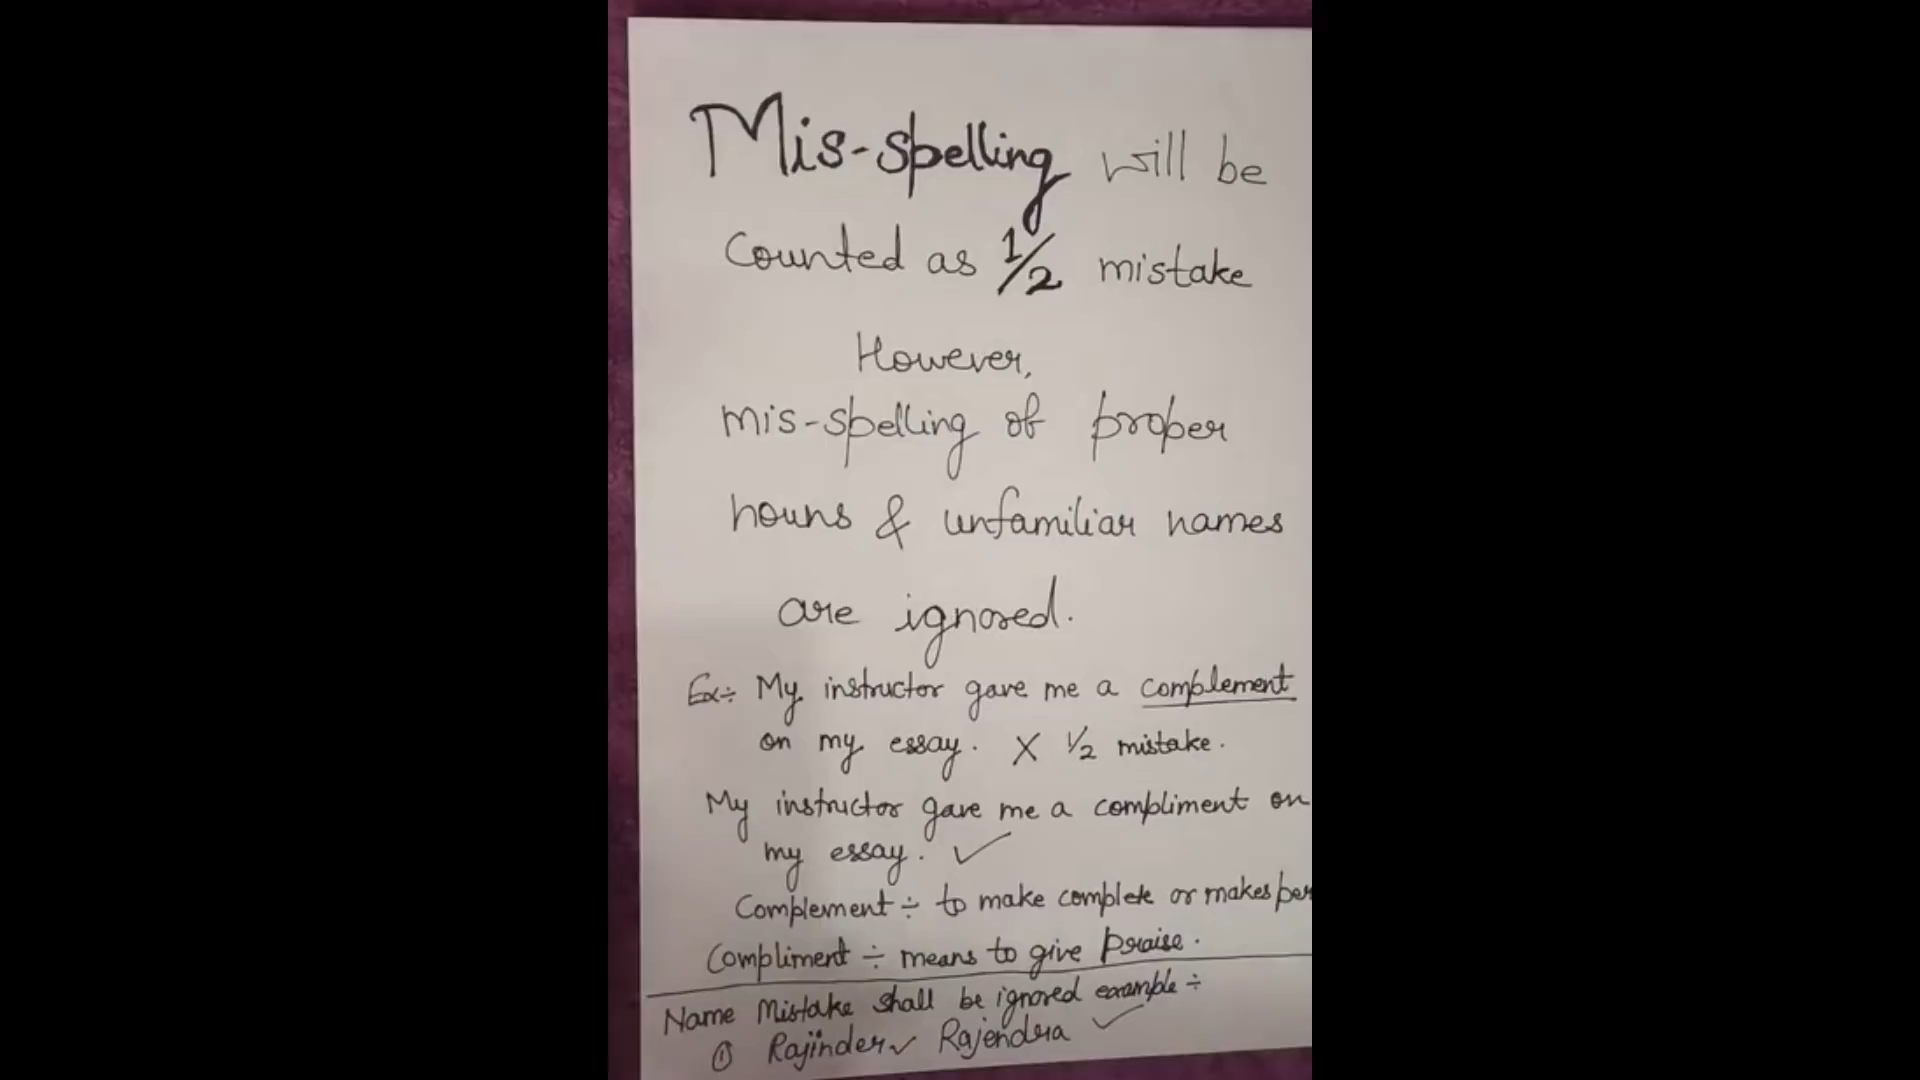 Mis-spelling will be
Counted as 1/2 mistake
However,
mis-spelling of proper
nouns & unfamiliar names
are ignored.
Ex÷ My instructor gave me a complement
on my essay. X 1/2 mistake.
My instructor gave me a compliment on
my essay. ✓
Complement ÷ to make complete or makes per
Compliment ÷ means to give praise.
Name Mistake shall be ignored example ÷
① Rajinder ✓ Rajendra ✓